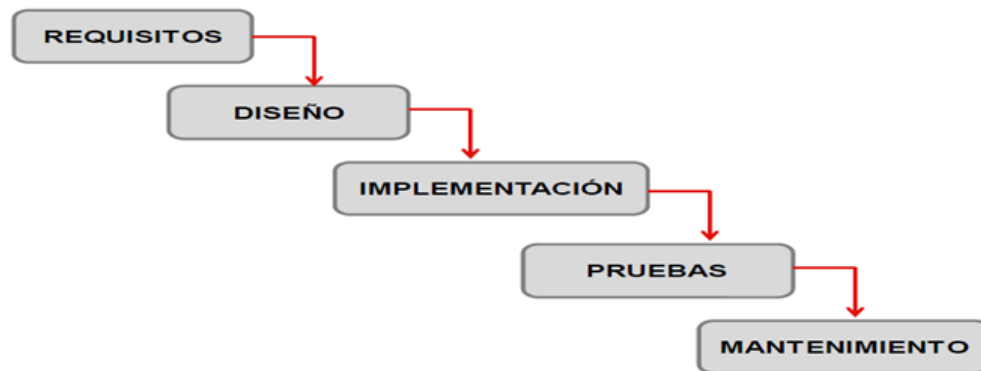 REQUISITOS
DISEÑO
IMPLEMENTACIÓN
PRUEBAS
MANTENIMIENTO